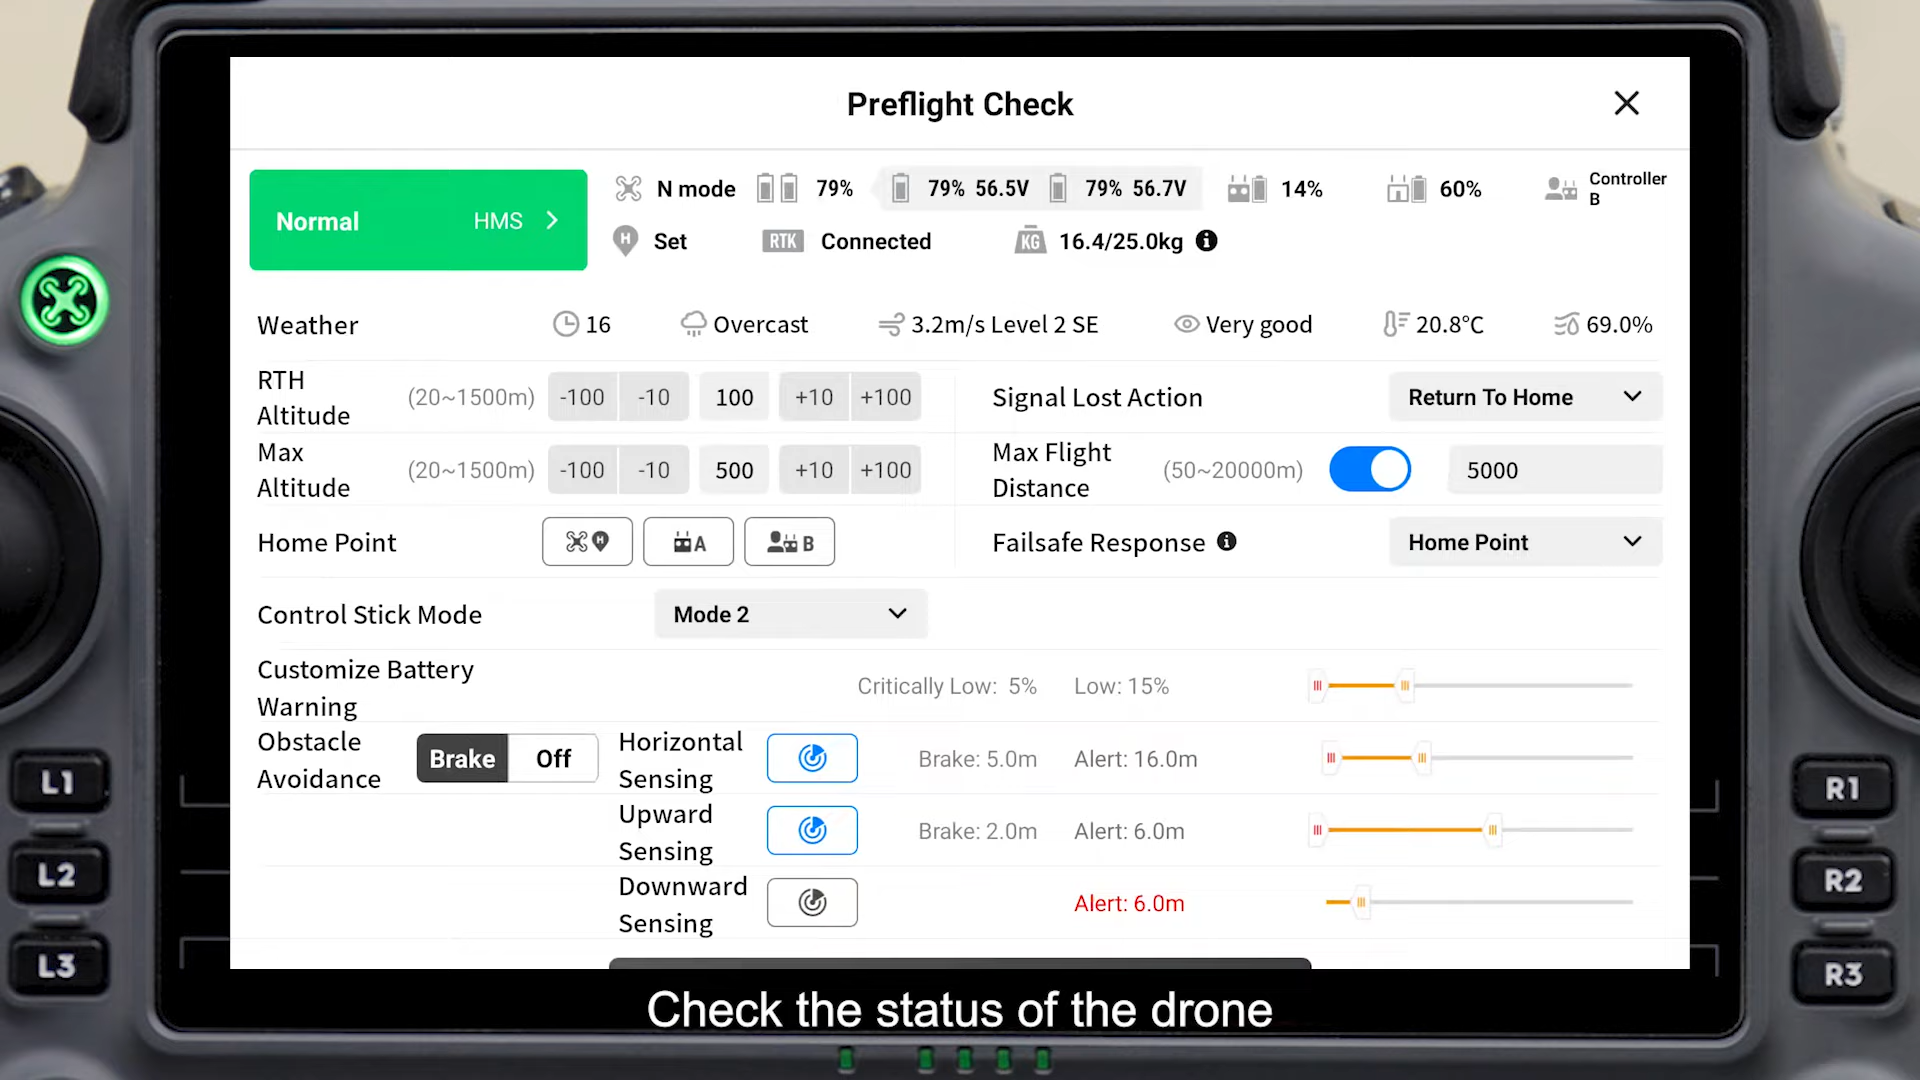 Preflight Check
Normal HMS
N mode 79% 79% 56.5V 79% 56.7V 14% 60% Controller B
H Set RTK Connected KG 16.4/25.0kg
Weather 16 Overcast 3.2m/s Level 2 SE Very good 20.8°C 69.0%
RTH Altitude (20~1500m) -100 -10 100 +10 +100
Signal Lost Action Return To Home
Max Altitude (20~1500m) -100 -10 500 +10 +100
Max Flight Distance (50~20000m) 5000
Home Point H A B
Failsafe Response Home Point
Control Stick Mode Mode 2
Customize Battery Warning Critically Low: 5% Low: 15%
Obstacle Avoidance Brake Off
Horizontal Sensing Brake: 5.0m Alert: 16.0m
Upward Sensing Brake: 2.0m Alert: 6.0m
Downward Sensing Alert: 6.0m
L1
L2
L3
R1
R2
R3
Check the status of the drone